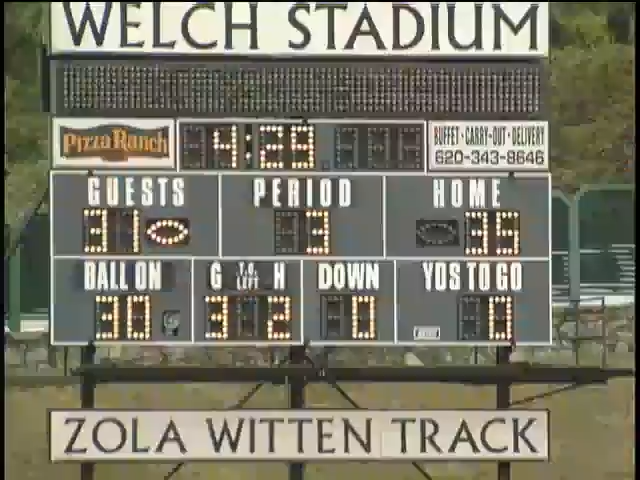 WELCH STADIUM
Pizza Ranch
4:29
BUFFET · CARRY-OUT · DELIVERY
620-343-8646
GUESTS PERIOD HOME
31 3 35
BALL ON G T.O. LEFT H DOWN YDS TO GO
30 3 2 0 0
ZOLA WITTEN TRACK